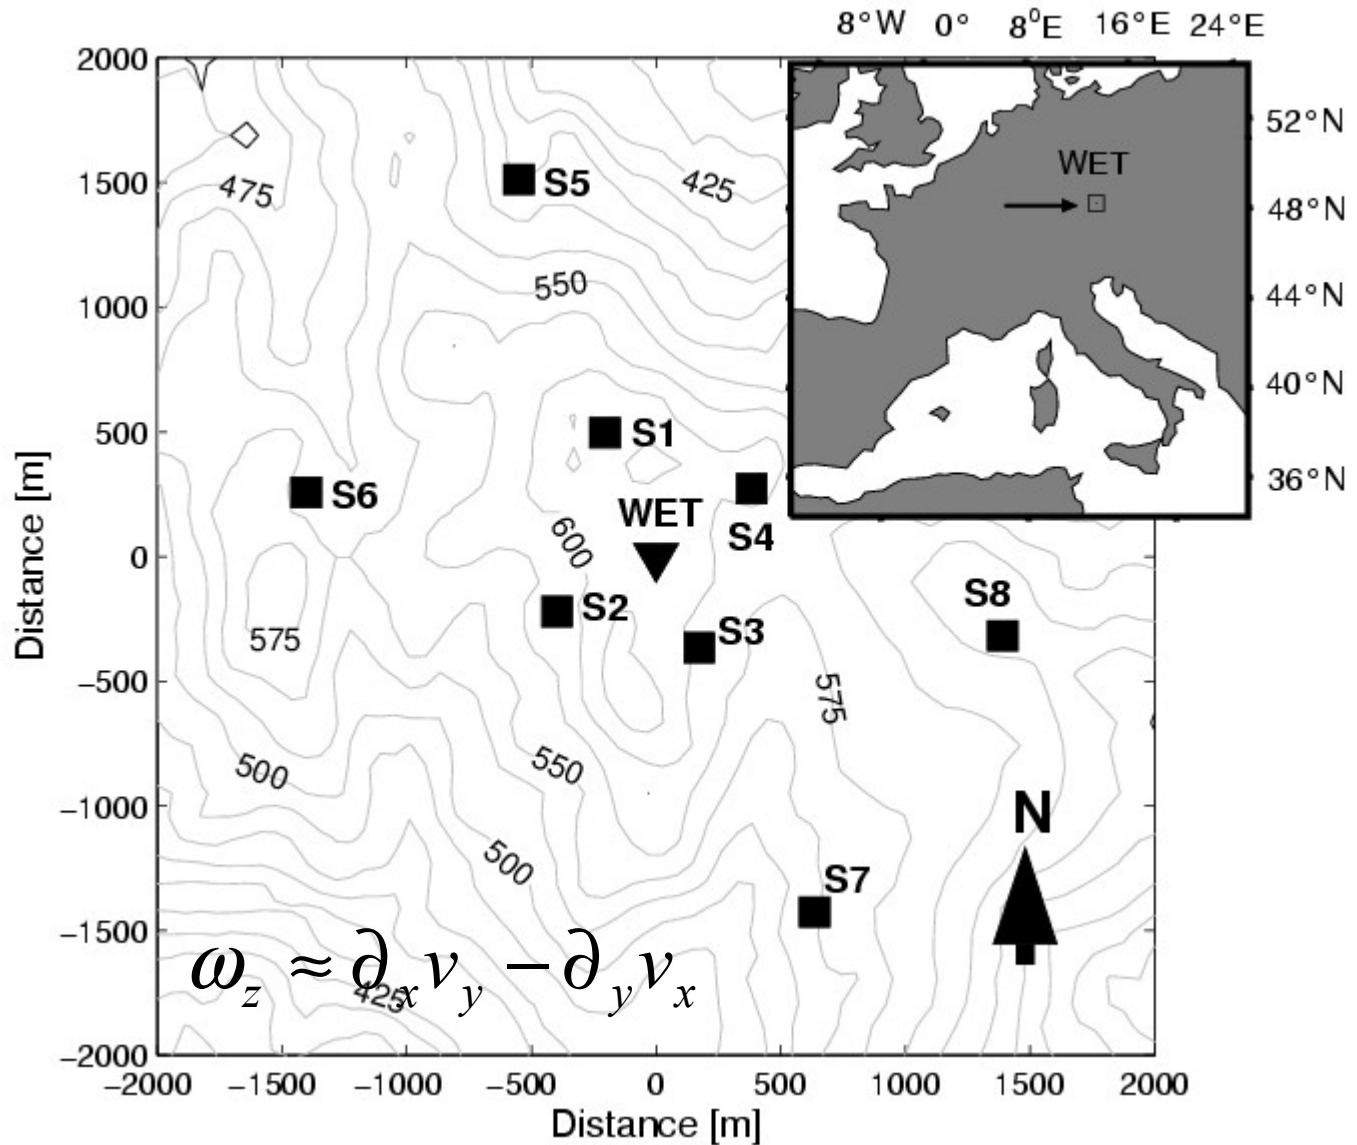 8°W 0° 8°E 16°E 24°E
2000
52°N
WET
475
S5
425
1500
48°N
550
44°N
1000
40°N
500
S1
S6
WET
S4
36°N
600
0
S8
S2
S3
575
575
−500
500
550
N
−1000
500
S7
−1500
ω_z ≈ ∂_x v_y − ∂_y v_x
425
−2000
−2000 −1500 −1000 −500 0 500 1000 1500 2000
Distance [m]
Distance [m]